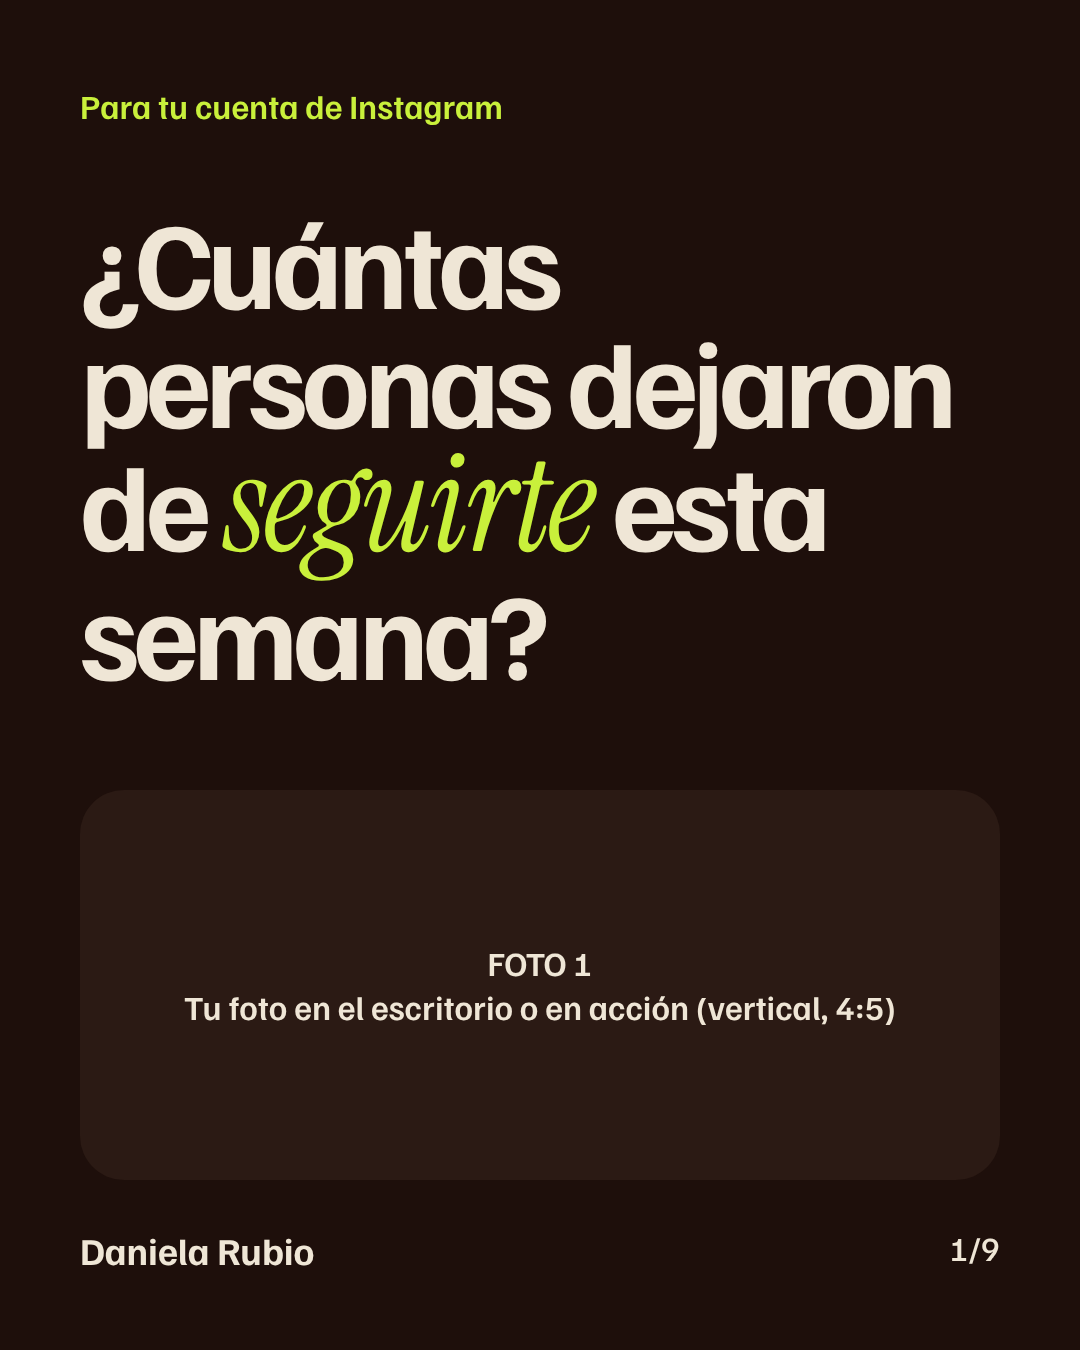 Para tu cuenta de Instagram
¿Cuántas
personas dejaron
de seguirte esta
semana?
FOTO 1
Tu foto en el escritorio o en acción (vertical, 4:5)
Daniela Rubio
1/9